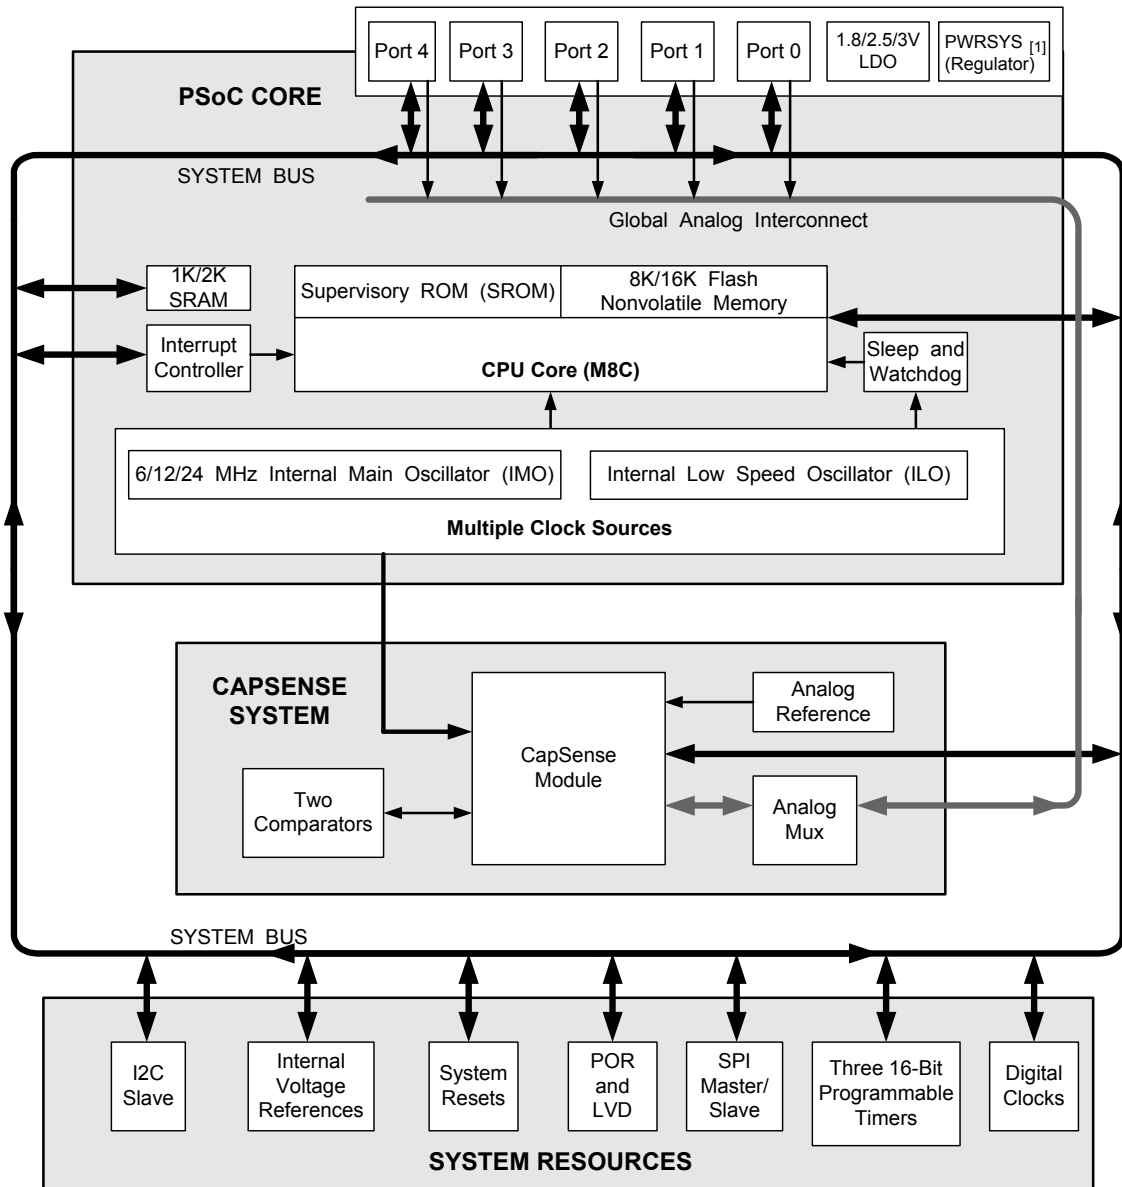 Port 4
Port 3
Port 2
Port 1
Port 0
1.8/2.5/3V
LDO
PWRSYS [1]
(Regulator)
PSoC CORE
SYSTEM BUS
Global Analog Interconnect
1K/2K
SRAM
Supervisory ROM (SROM)
8K/16K Flash
Nonvolatile Memory
Interrupt
Controller
CPU Core (M8C)
Sleep and
Watchdog
6/12/24 MHz Internal Main Oscillator (IMO)
Internal Low Speed Oscillator (ILO)
Multiple Clock Sources
CAPSENSE
SYSTEM
Analog
Reference
CapSense
Module
Two
Comparators
Analog
Mux
SYSTEM BUS
I2C
Slave
Internal
Voltage
References
System
Resets
POR
and
LVD
SPI
Master/
Slave
Three 16-Bit
Programmable
Timers
Digital
Clocks
SYSTEM RESOURCES